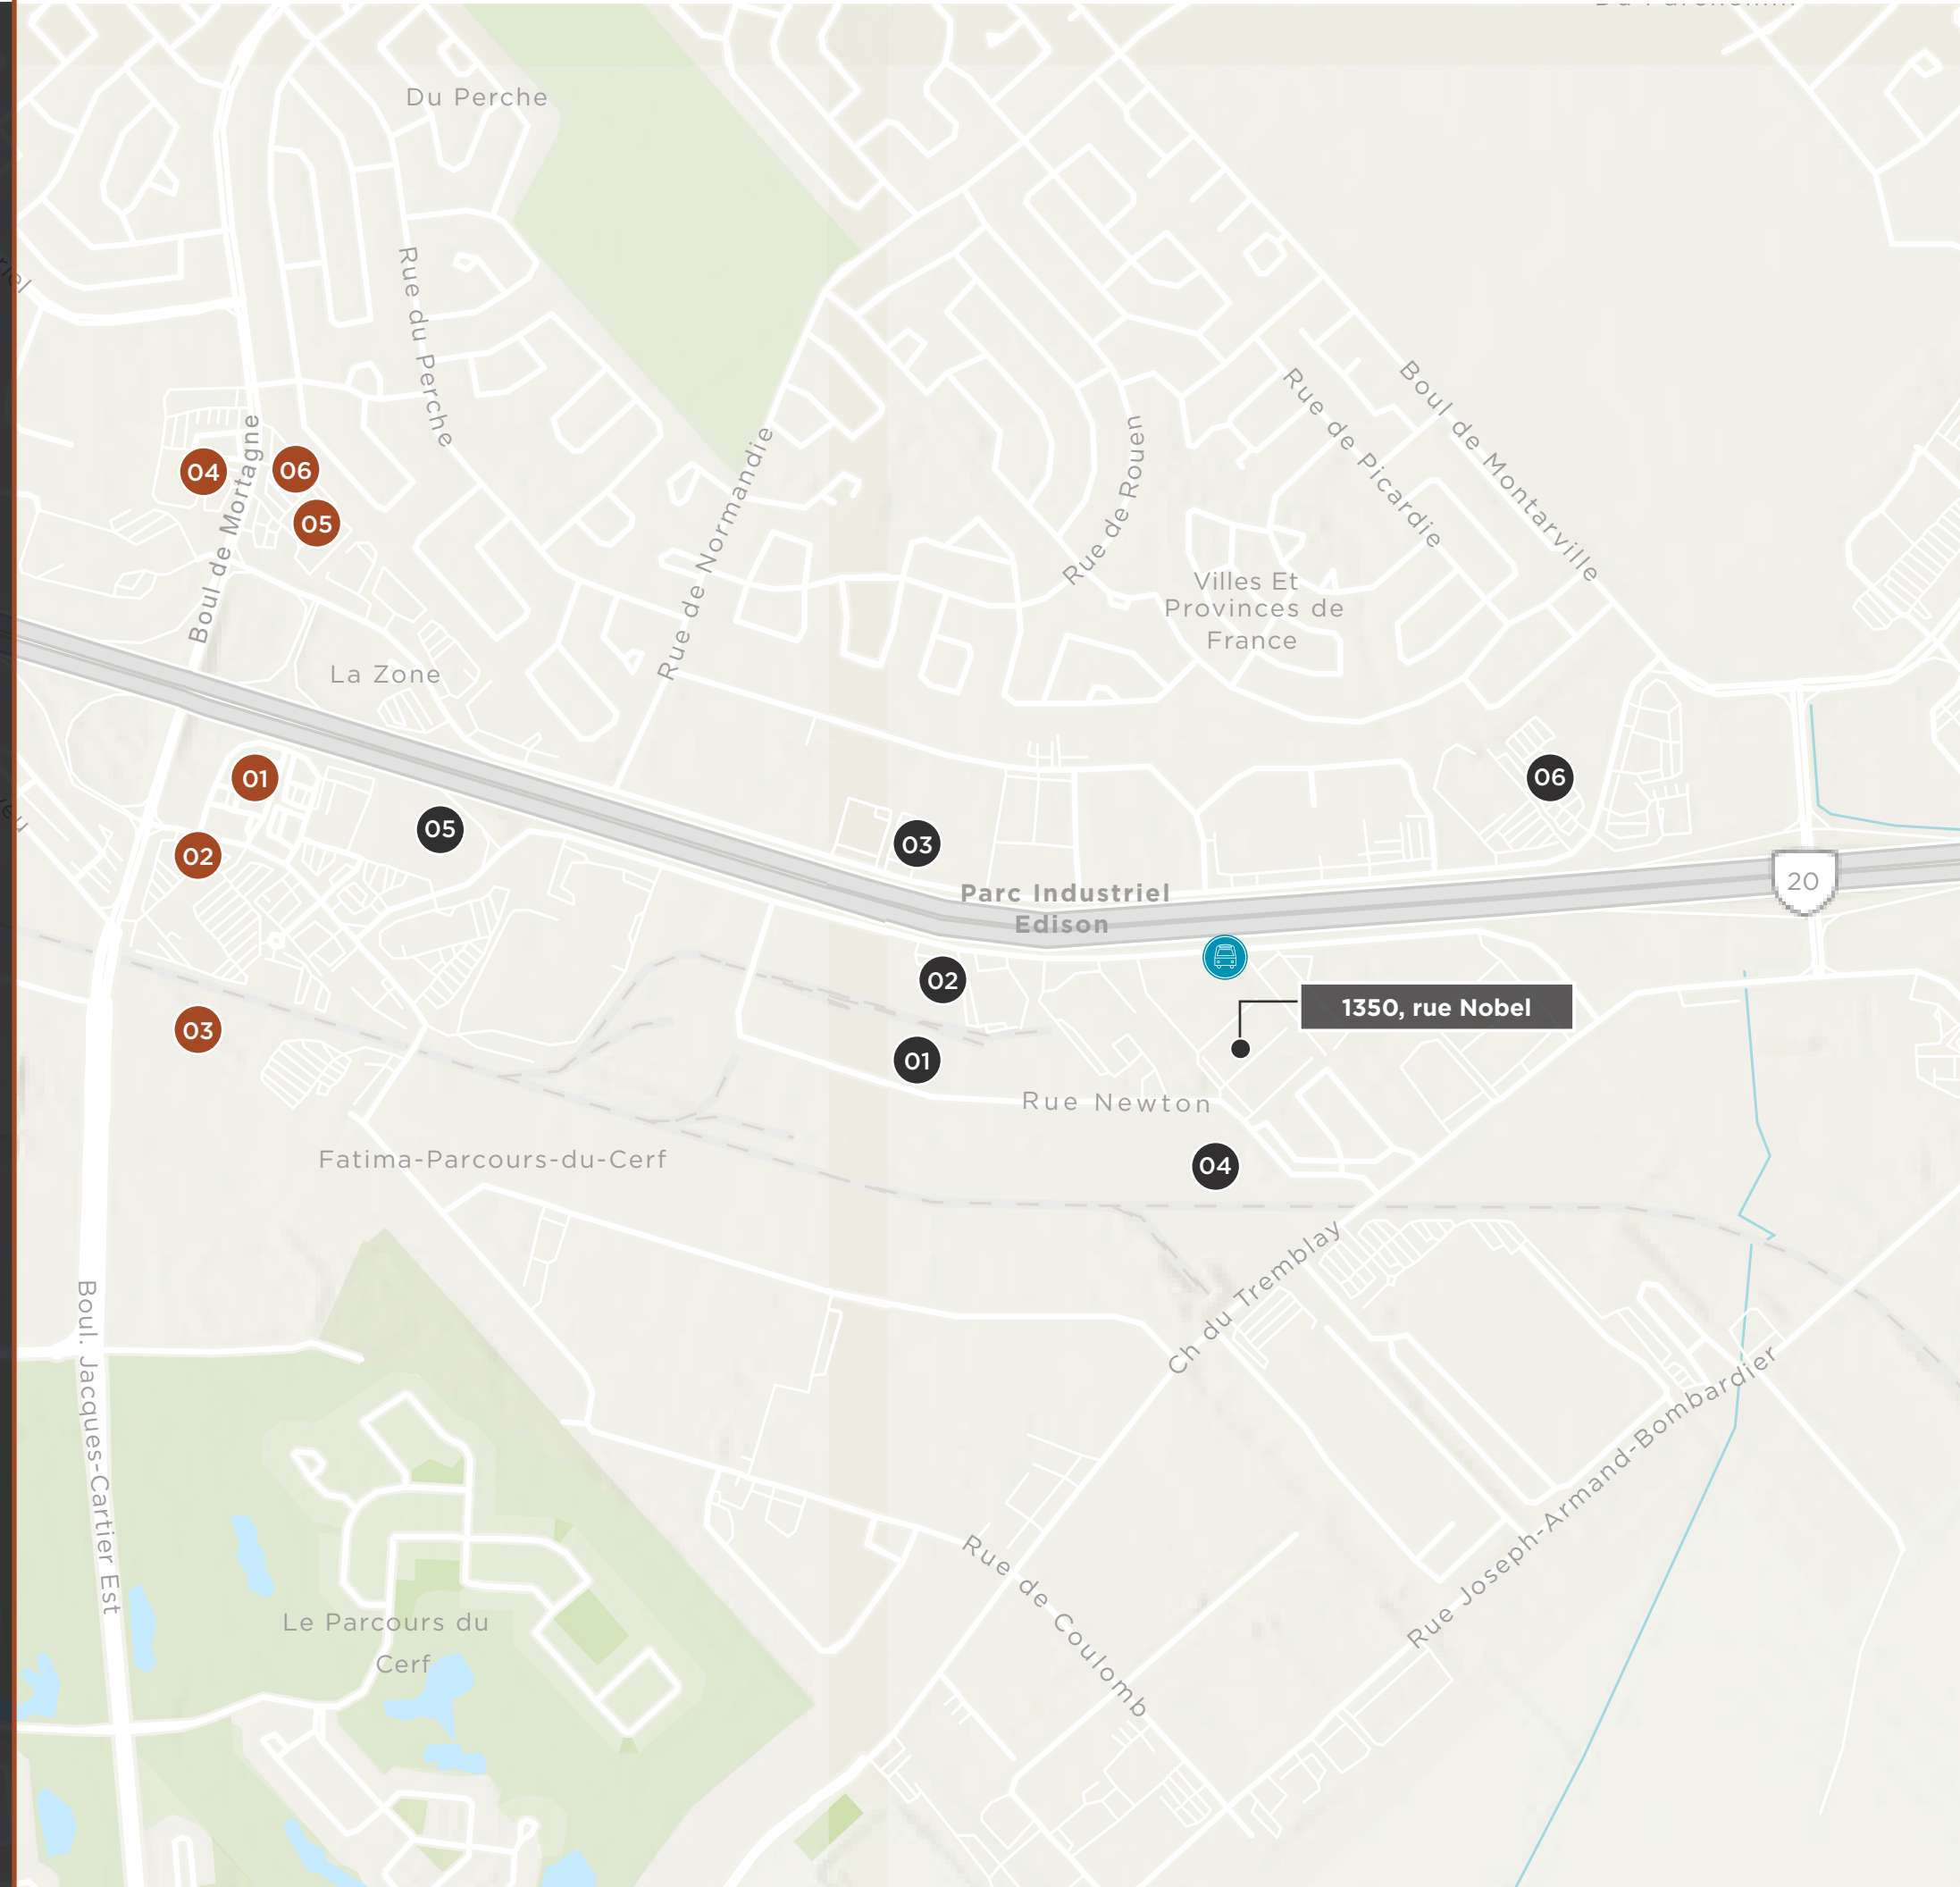 Du Perche
Rue du Perche
Boul de Mortagne
Rue de Normandie
Rue de Rouen
Rue de Picardie
Boul de Montarville
04
06
05
Villes Et
Provinces de
France
La Zone
01
05
02
03
06
Parc Industriel
Edison
20
02
1350, rue Nobel
03
01
Rue Newton
Fatima-Parcours-du-Cerf
04
Ch du Tremblay
Boul. Jacques-Cartier Est
Rue Joseph-Armand-Bombardier
Rue de Coulomb
Le Parcours du
Cerf